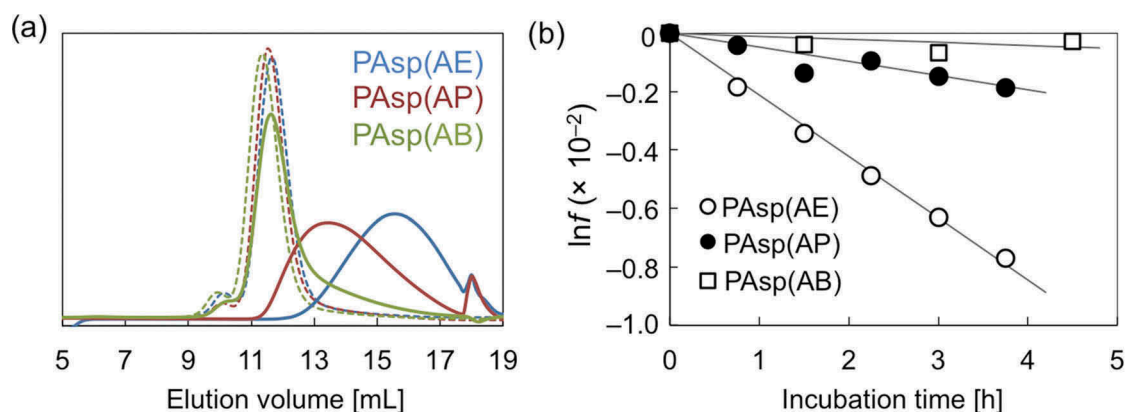 (a)
PAsp(AE)
PAsp(AP)
PAsp(AB)
5 7 9 11 13 15 17 19
Elution volume [mL]
(b)
0
−0.2
−0.4
−0.6
−0.8
−1.0
lnf (× 10⁻²)
PAsp(AE)
PAsp(AP)
PAsp(AB)
0 1 2 3 4 5
Incubation time [h]